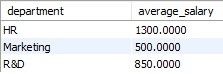 department average_salary
HR 1300.0000
Marketing 500.0000
R&D 850.0000